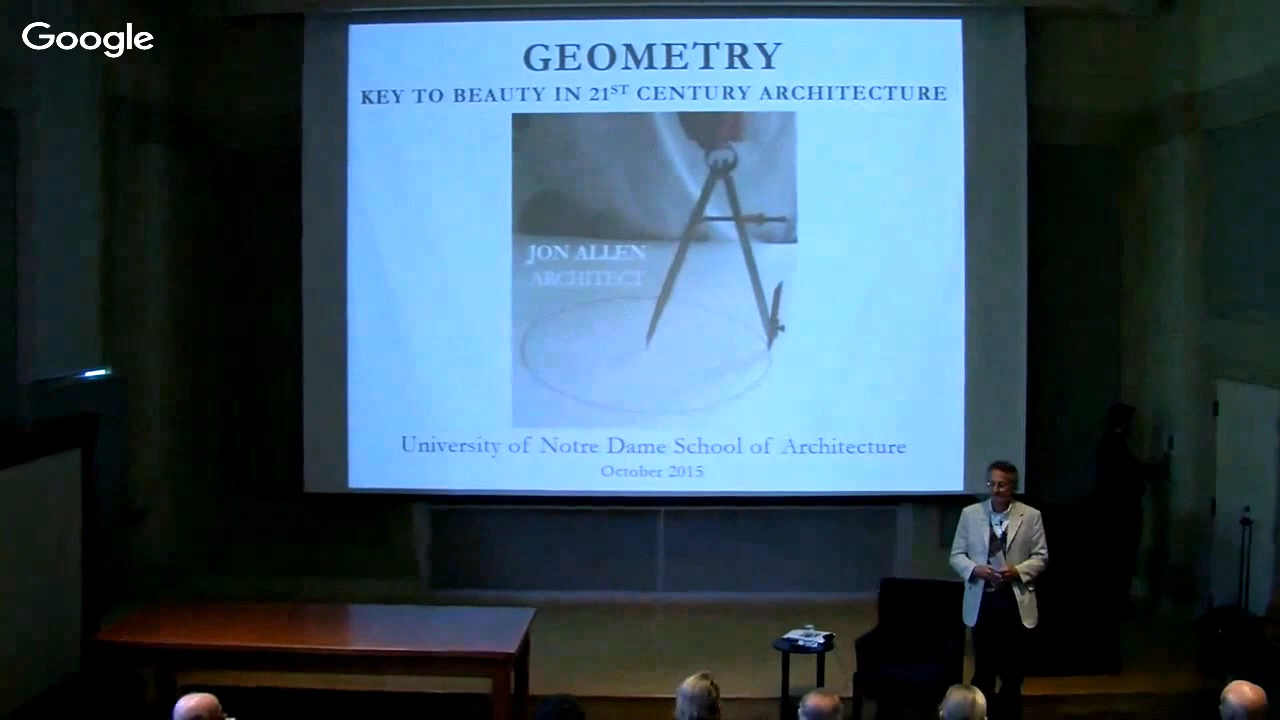 Google
GEOMETRY
KEY TO BEAUTY IN 21ST CENTURY ARCHITECTURE
JON ALLEN
ARCHITECT
University of Notre Dame School of Architecture
October 2015